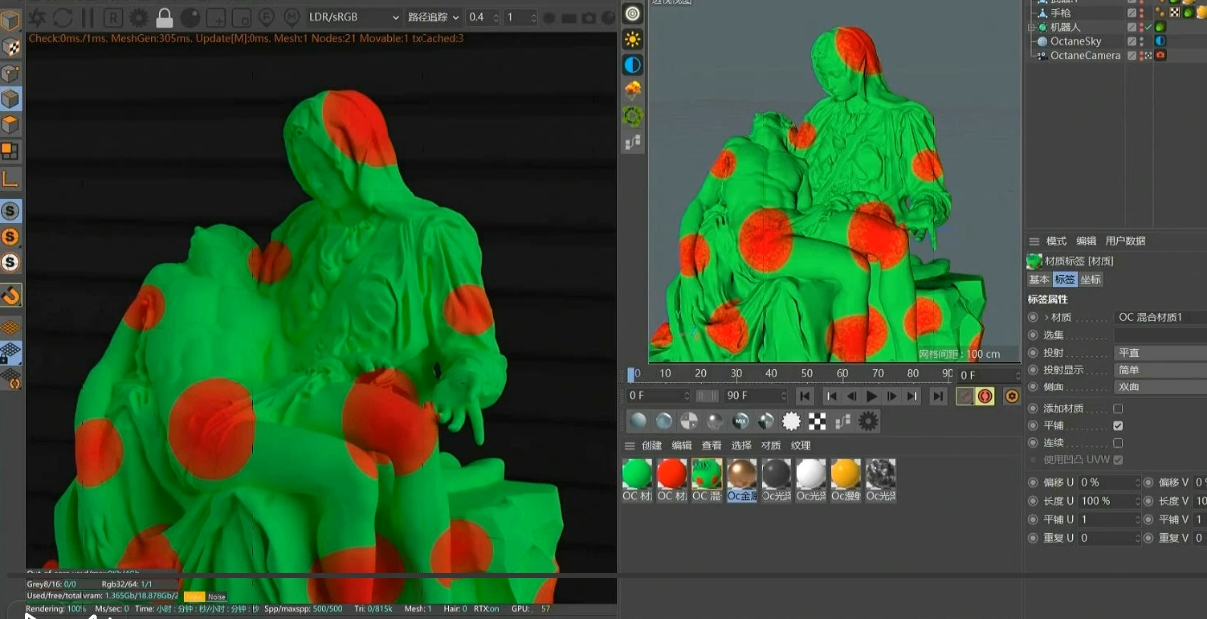 LDR/sRGB 路径追踪 0.4 1
Check:0ms./1ms. MeshGen:305ms. Update[M]:0ms. Mesh:1 Nodes:21 Movable:1 txCached:3
Grey8/16: 0/0 Rgb32/64: 1/1
Used/free/total vram: 1.365Gb/18.878Gb/2
Noise
Rendering: 100% Ms/sec: 0 Time: 小时 : 分钟 : 秒/小时 : 分钟 : 秒 Spp/maxspp: 500/500 Tri: 0/815k Mesh: 1 Hair: 0 RTX:on GPU: 57
网格间距 : 100 cm
0 10 20 30 40 50 60 70 80 90 0 F
0 F 90 F
创建 编辑 查看 选择 材质 纹理
OC 材 OC 材 OC 混 Oc金属 Oc光泽 Oc光泽 Oc漫射 Oc光泽
手枪
机器人
OctaneSky
OctaneCamera
模式 编辑 用户数据
材质标签 [材质]
基本 标签 坐标
标签属性
材质 OC 混合材质1
选集
投射 平直
投射显示 简单
侧面 双面
添加材质
平铺
连续
使用凹凸 UVW
偏移 U 0 % 偏移 V 0
长度 U 100 % 长度 V 10
平铺 U 1 平铺 V 1
重复 U 0 重复 V 0